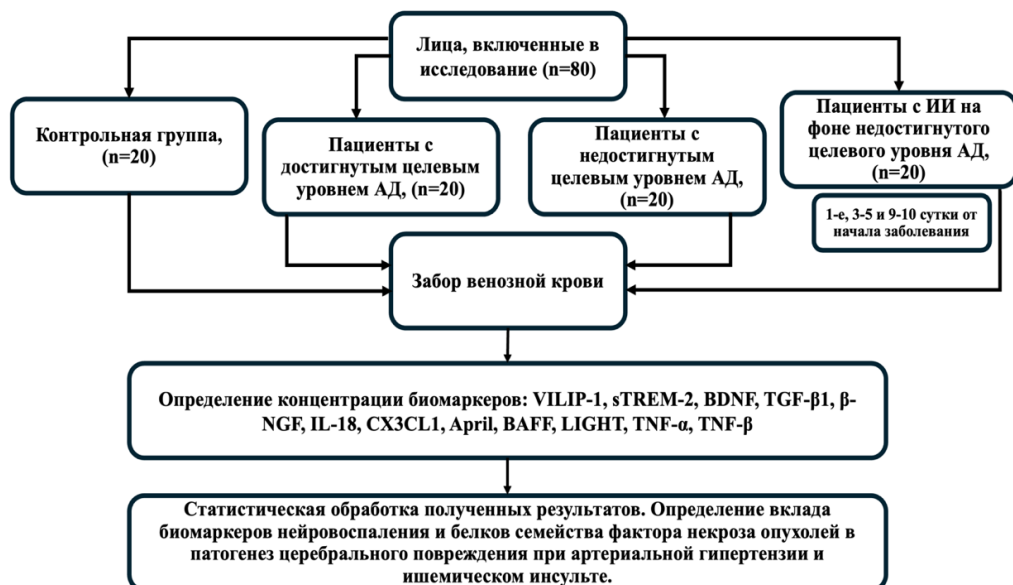 Лица, включенные в
исследование (n=80)
Контрольная группа,
(n=20)
Пациенты с
достигнутым целевым
уровнем АД, (n=20)
Пациенты с
недостигнутым
целевым уровнем АД,
(n=20)
Пациенты с ИИ на
фоне недостигнутого
целевого уровня АД,
(n=20)
1-е, 3-5 и 9-10 сутки от
начала заболевания
Забор венозной крови
Определение концентрации биомаркеров: VILIP-1, sTREM-2, BDNF, TGF-β1, β-
NGF, IL-18, CX3CL1, April, BAFF, LIGHT, TNF-α, TNF-β
Статистическая обработка полученных результатов. Определение вклада
биомаркеров нейровоспаления и белков семейства фактора некроза опухолей в
патогенез церебрального повреждения при артериальной гипертензии и
ишемическом инсульте.